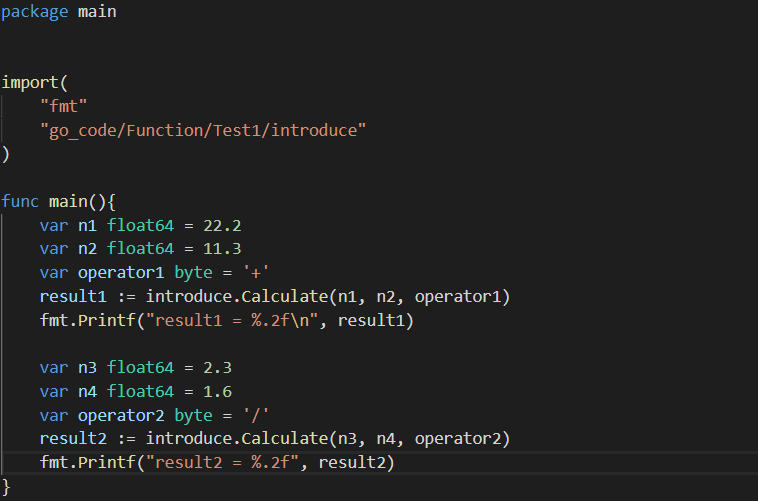 package main
import(
"fmt"
"go_code/Function/Test1/introduce"
)
func main(){
var n1 float64 = 22.2
var n2 float64 = 11.3
var operator1 byte = '+'
result1 := introduce.Calculate(n1, n2, operator1)
fmt.Printf("result1 = %.2f\n", result1)
var n3 float64 = 2.3
var n4 float64 = 1.6
var operator2 byte = '/'
result2 := introduce.Calculate(n3, n4, operator2)
fmt.Printf("result2 = %.2f", result2)
}